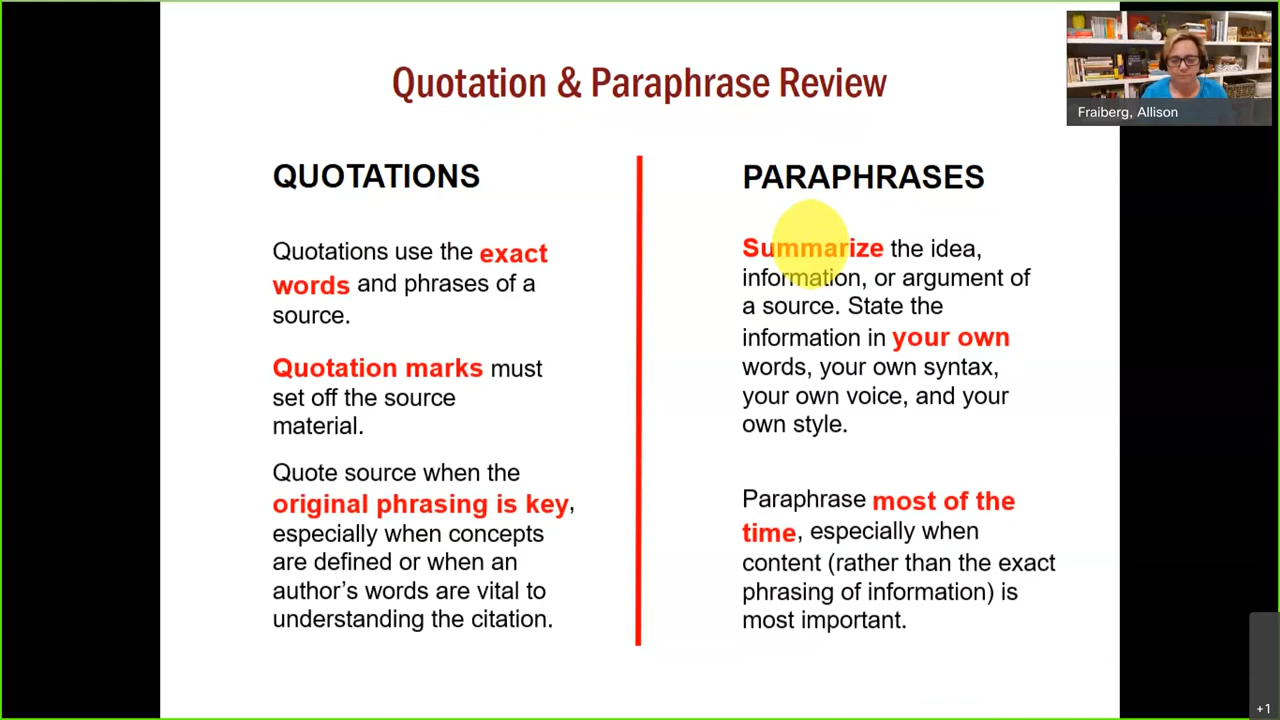 Quotation & Paraphrase Review
Fraiberg, Allison
QUOTATIONS
Quotations use the exact
words and phrases of a
source.
Quotation marks must
set off the source
material.
Quote source when the
original phrasing is key,
especially when concepts
are defined or when an
author’s words are vital to
understanding the citation.
PARAPHRASES
Summarize the idea,
information, or argument of
a source. State the
information in your own
words, your own syntax,
your own voice, and your
own style.
Paraphrase most of the
time, especially when
content (rather than the exact
phrasing of information) is
most important.
+1